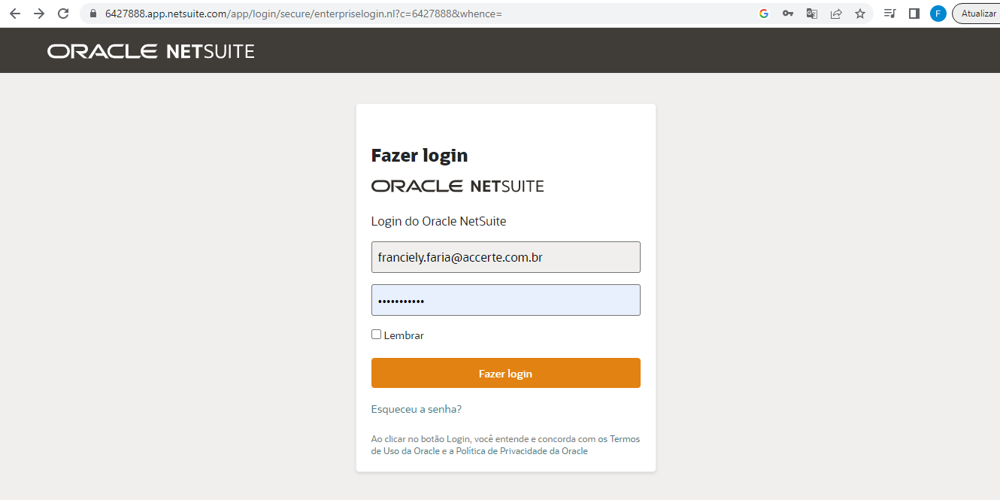 6427888.app.netsuite.com/app/login/secure/enterpriselogin.nl?c=6427888&whence=
F
Atualizar
ORACLE NETSUITE
Fazer login
ORACLE NETSUITE
Login do Oracle NetSuite
franciely.faria@accerte.com.br
•••••••••••
Lembrar
Fazer login
Esqueceu a senha?
Ao clicar no botão Login, você entende e concorda com os Termos
de Uso da Oracle e a Política de Privacidade da Oracle